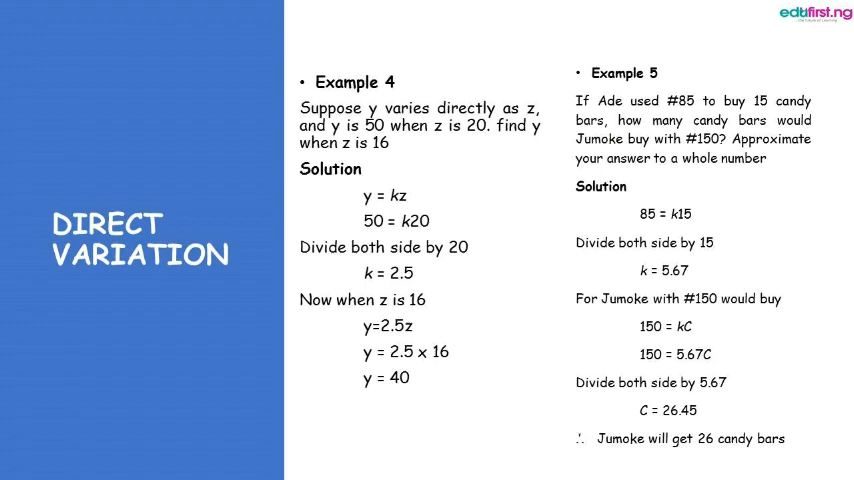 edufirst.ng
DIRECT
VARIATION
• Example 4
Suppose y varies directly as z,
and y is 50 when z is 20. find y
when z is 16
Solution
y = kz
50 = k20
Divide both side by 20
k = 2.5
Now when z is 16
y=2.5z
y = 2.5 x 16
y = 40
• Example 5
If Ade used #85 to buy 15 candy
bars, how many candy bars would
Jumoke buy with #150? Approximate
your answer to a whole number
Solution
85 = k15
Divide both side by 15
k = 5.67
For Jumoke with #150 would buy
150 = kC
150 = 5.67C
Divide both side by 5.67
C = 26.45
∴ Jumoke will get 26 candy bars